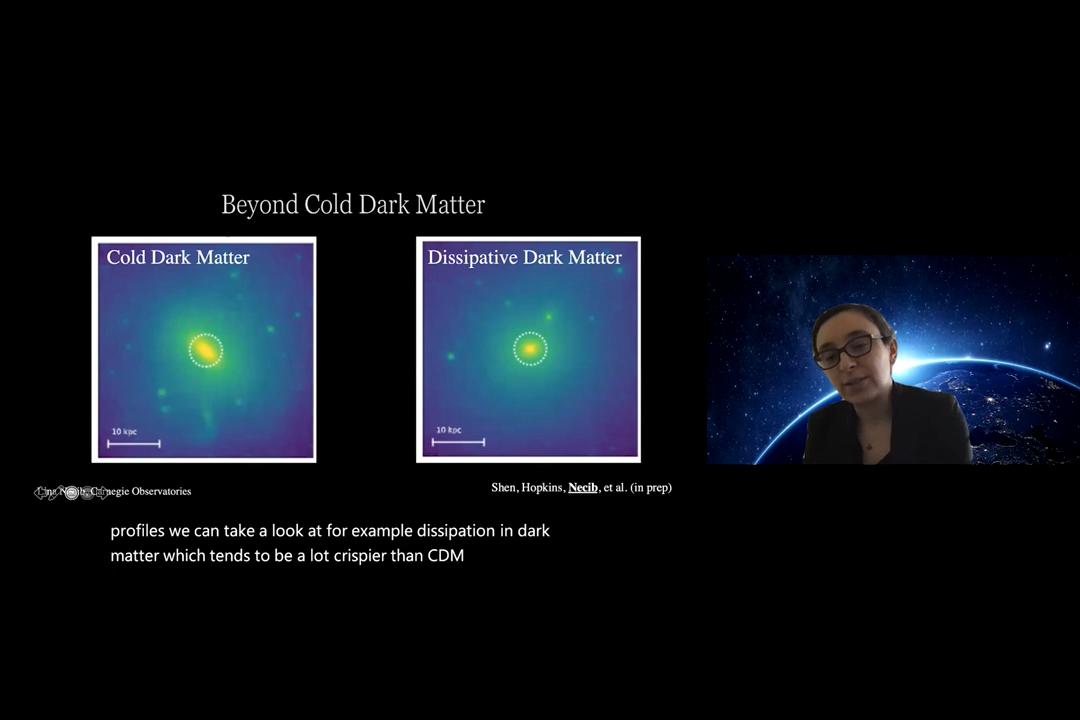 Beyond Cold Dark Matter
Cold Dark Matter
Dissipative Dark Matter
10 kpc
10 kpc
Lina Necib, Carnegie Observatories
Shen, Hopkins, Necib, et al. (in prep)
profiles we can take a look at for example dissipation in dark
matter which tends to be a lot crispier than CDM